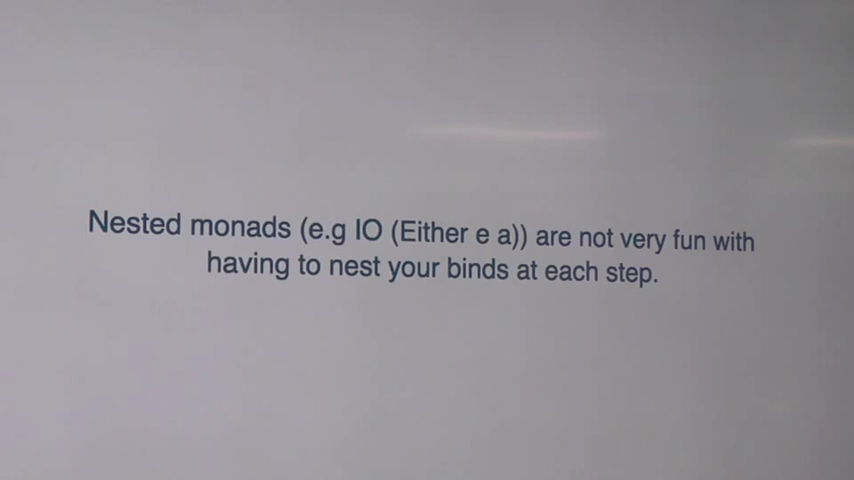 Nested monads (e.g IO (Either e a)) are not very fun with
having to nest your binds at each step.